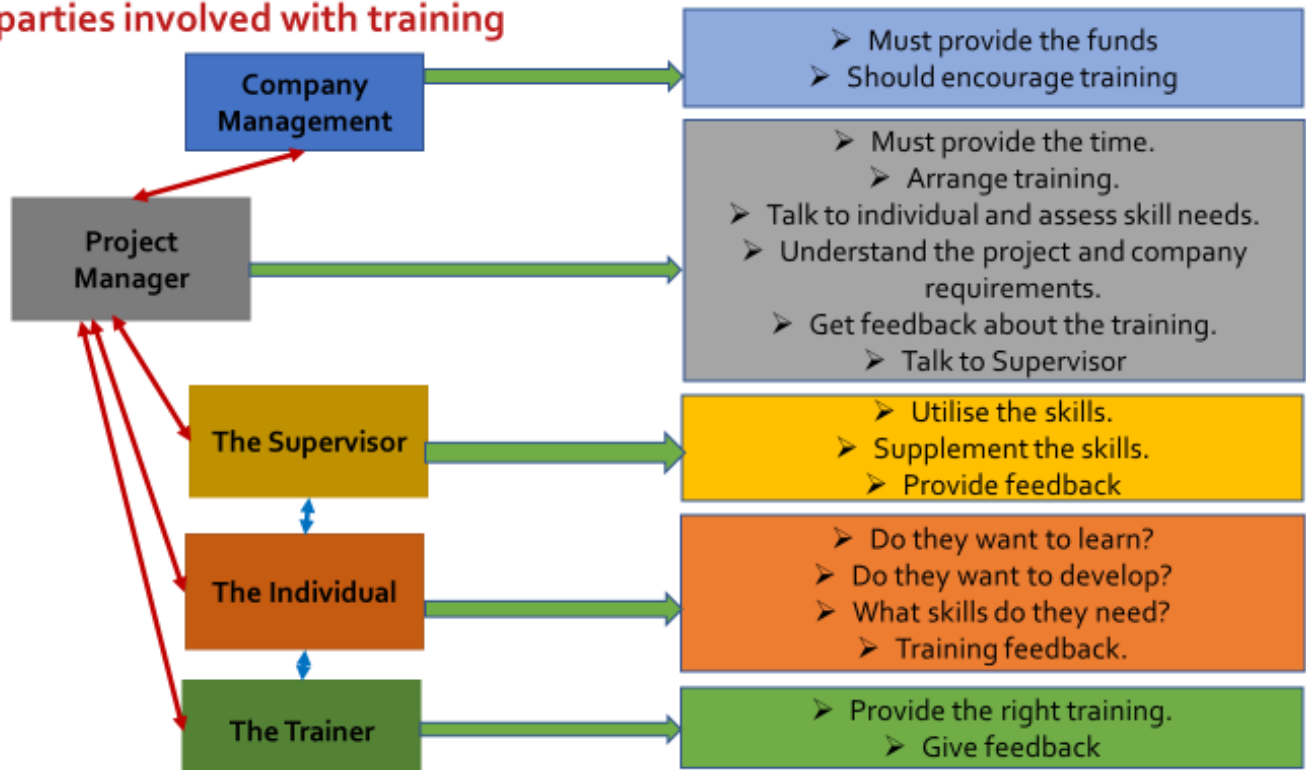 parties involved with training
Company
Management
➢ Must provide the funds
➢ Should encourage training
Project
Manager
➢ Must provide the time.
➢ Arrange training.
➢ Talk to individual and assess skill needs.
➢ Understand the project and company
requirements.
➢ Get feedback about the training.
➢ Talk to Supervisor
The Supervisor
➢ Utilise the skills.
➢ Supplement the skills.
➢ Provide feedback
The Individual
➢ Do they want to learn?
➢ Do they want to develop?
➢ What skills do they need?
➢ Training feedback.
The Trainer
➢ Provide the right training.
➢ Give feedback